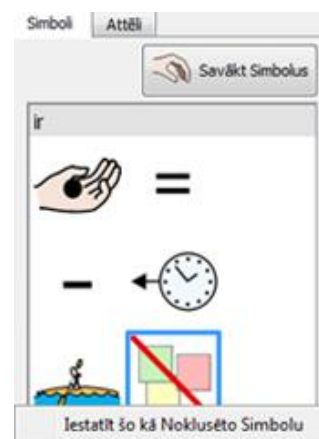 Simboli Attēli
Savākt Simbolus
ir
Iestatīt šo kā Noklusēto Simbolu